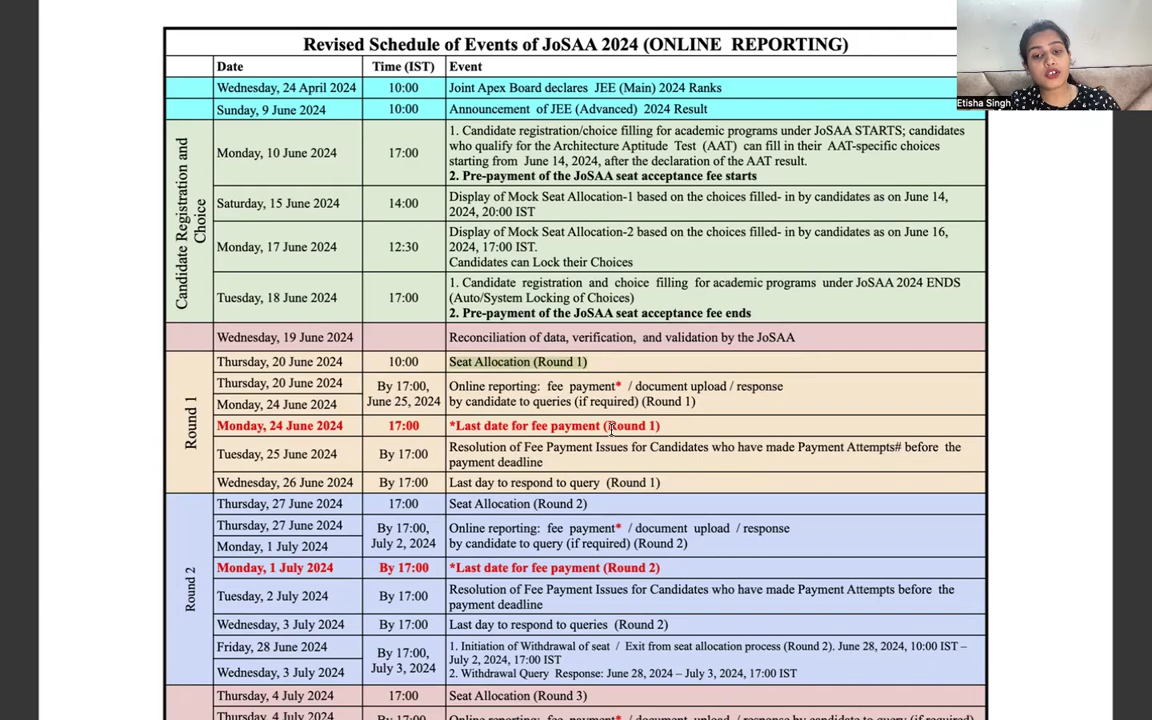 Revised Schedule of Events of JoSAA 2024 (ONLINE REPORTING)
Date Time (IST) Event
Wednesday, 24 April 2024 10:00 Joint Apex Board declares JEE (Main) 2024 Ranks
Sunday, 9 June 2024 10:00 Announcement of JEE (Advanced) 2024 Result
Etisha Singh
Candidate Registration and
Choice
Monday, 10 June 2024 17:00
1. Candidate registration/choice filling for academic programs under JoSAA STARTS; candidates
who qualify for the Architecture Aptitude Test (AAT) can fill in their AAT-specific choices
starting from June 14, 2024, after the declaration of the AAT result.
2. Pre-payment of the JoSAA seat acceptance fee starts
Saturday, 15 June 2024 14:00
Display of Mock Seat Allocation-1 based on the choices filled- in by candidates as on June 14,
2024, 20:00 IST
Monday, 17 June 2024 12:30
Display of Mock Seat Allocation-2 based on the choices filled- in by candidates as on June 16,
2024, 17:00 IST.
Candidates can Lock their Choices
Tuesday, 18 June 2024 17:00
1. Candidate registration and choice filling for academic programs under JoSAA 2024 ENDS
(Auto/System Locking of Choices)
2. Pre-payment of the JoSAA seat acceptance fee ends
Wednesday, 19 June 2024 Reconciliation of data, verification, and validation by the JoSAA
Round 1
Thursday, 20 June 2024 10:00 Seat Allocation (Round 1)
Thursday, 20 June 2024
Monday, 24 June 2024
By 17:00,
June 25, 2024
Online reporting: fee payment* / document upload / response
by candidate to queries (if required) (Round 1)
Monday, 24 June 2024 17:00 *Last date for fee payment (Round 1)
Tuesday, 25 June 2024 By 17:00
Resolution of Fee Payment Issues for Candidates who have made Payment Attempts# before the
payment deadline
Wednesday, 26 June 2024 By 17:00 Last day to respond to query (Round 1)
Round 2
Thursday, 27 June 2024 17:00 Seat Allocation (Round 2)
Thursday, 27 June 2024
Monday, 1 July 2024
By 17:00,
July 2, 2024
Online reporting: fee payment* / document upload / response
by candidate to query (if required) (Round 2)
Monday, 1 July 2024 By 17:00 *Last date for fee payment (Round 2)
Tuesday, 2 July 2024 By 17:00
Resolution of Fee Payment Issues for Candidates who have made Payment Attempts before the
payment deadline
Wednesday, 3 July 2024 By 17:00 Last day to respond to queries (Round 2)
Friday, 28 June 2024
Wednesday, 3 July 2024
By 17:00,
July 3, 2024
1. Initiation of Withdrawal of seat / Exit from seat allocation process (Round 2). June 28, 2024, 10:00 IST –
July 2, 2024, 17:00 IST
2. Withdrawal Query Response: June 28, 2024 – July 3, 2024, 17:00 IST
Thursday, 4 July 2024 17:00 Seat Allocation (Round 3)
Thursday, 4 July 2024 By 17:00 Online reporting: fee payment* / document upload / response by candidate to query (if required)